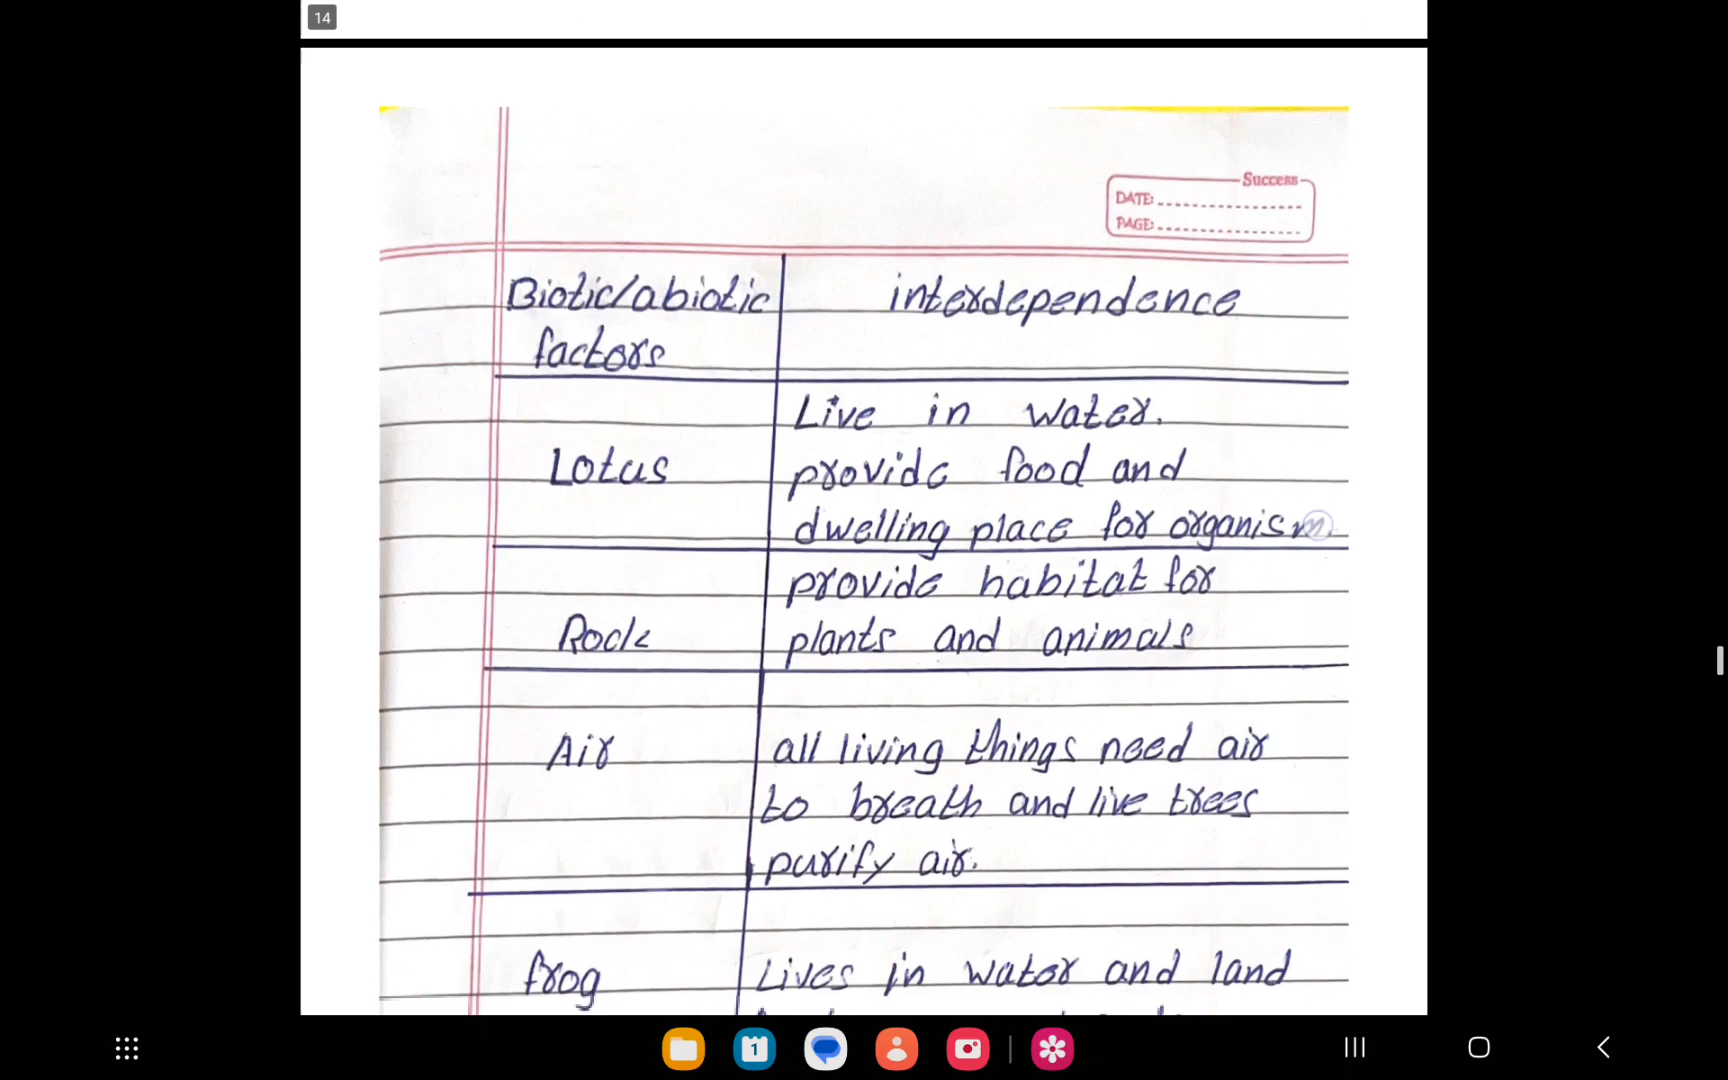 14
Success
DATE:
PAGE:
Biotic/abiotic interdependence
factors
Live in water.
Lotus provide food and
dwelling place for organism.
provide habitat for
Rock plants and animals
Air all living things need air
to breath and live trees
purify air.
frog Lives in water and land
1